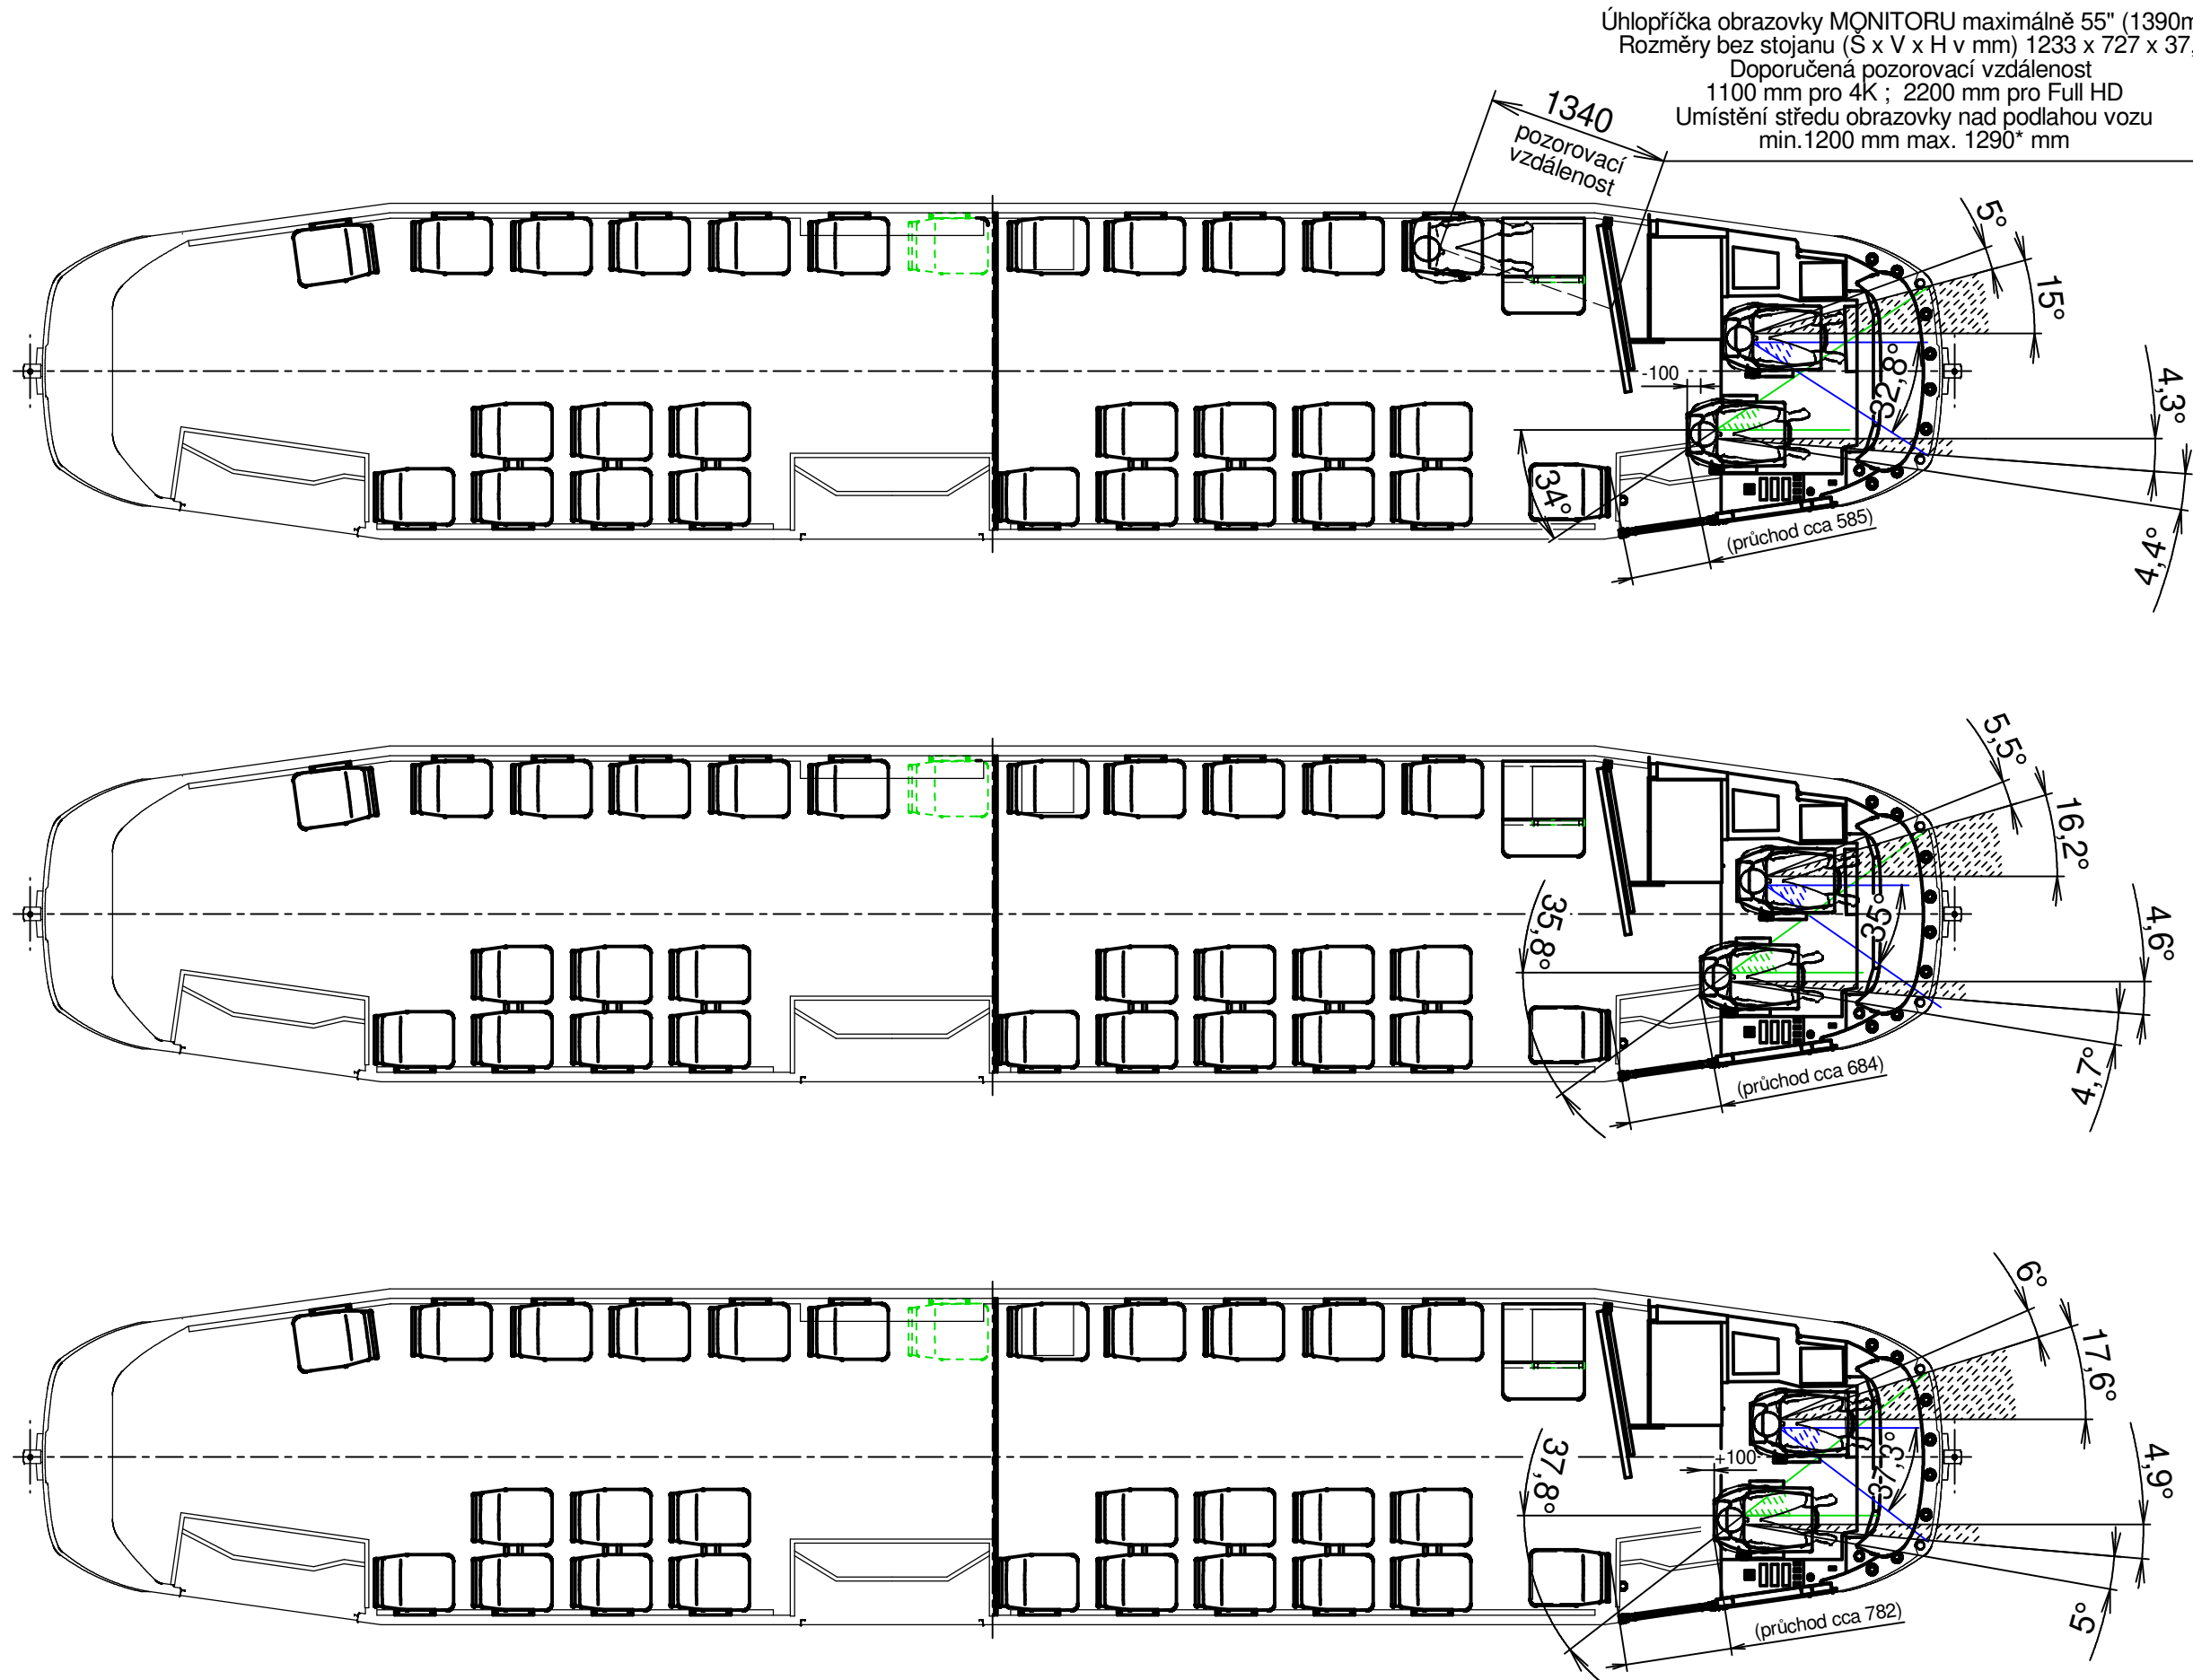 Úhlopříčka obrazovky MONITORU maximálně 55" (1390m
Rozměry bez stojanu (Š x V x H v mm) 1233 x 727 x 37,
Doporučená pozorovací vzdálenost
1100 mm pro 4K ; 2200 mm pro Full HD
Umístění středu obrazovky nad podlahou vozu
min.1200 mm max. 1290* mm
1340
pozorovací
vzdálenost
5°
15°
-100
32,8°
4,3°
34°
(průchod cca 585)
4,4°
5,5°
16,2°
35,8°
35°
4,6°
(průchod cca 684)
4,7°
6°
17,6°
37,8°
+100
37,3°
4,9°
(průchod cca 782)
5°